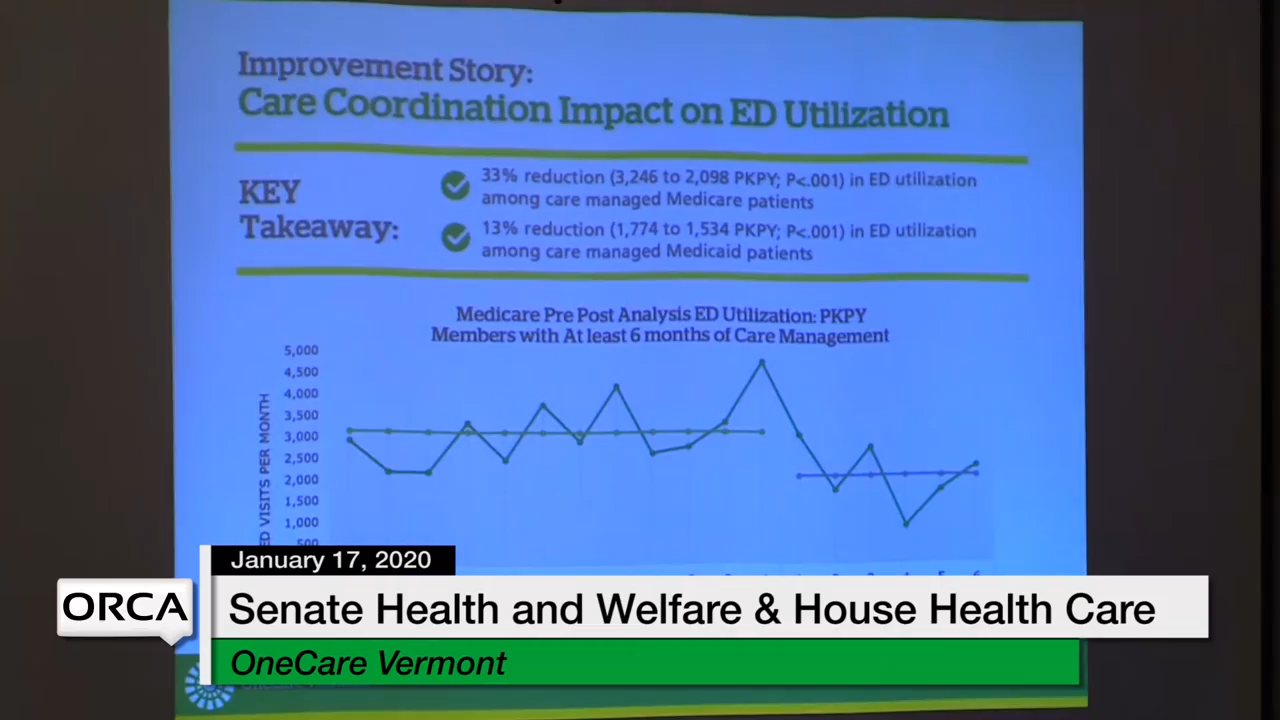 Improvement Story:
Care Coordination Impact on ED Utilization
KEY
Takeaway:
33% reduction (3,246 to 2,098 PKPY; P<.001) in ED utilization
among care managed Medicare patients
13% reduction (1,774 to 1,534 PKPY; P<.001) in ED utilization
among care managed Medicaid patients
Medicare Pre Post Analysis ED Utilization: PKPY
Members with At least 6 months of Care Management
5,000
4,500
4,000
3,500
3,000
2,500
2,000
1,500
1,000
500
ED VISITS PER MONTH
January 17, 2020
ORCA
Senate Health and Welfare & House Health Care
OneCare Vermont